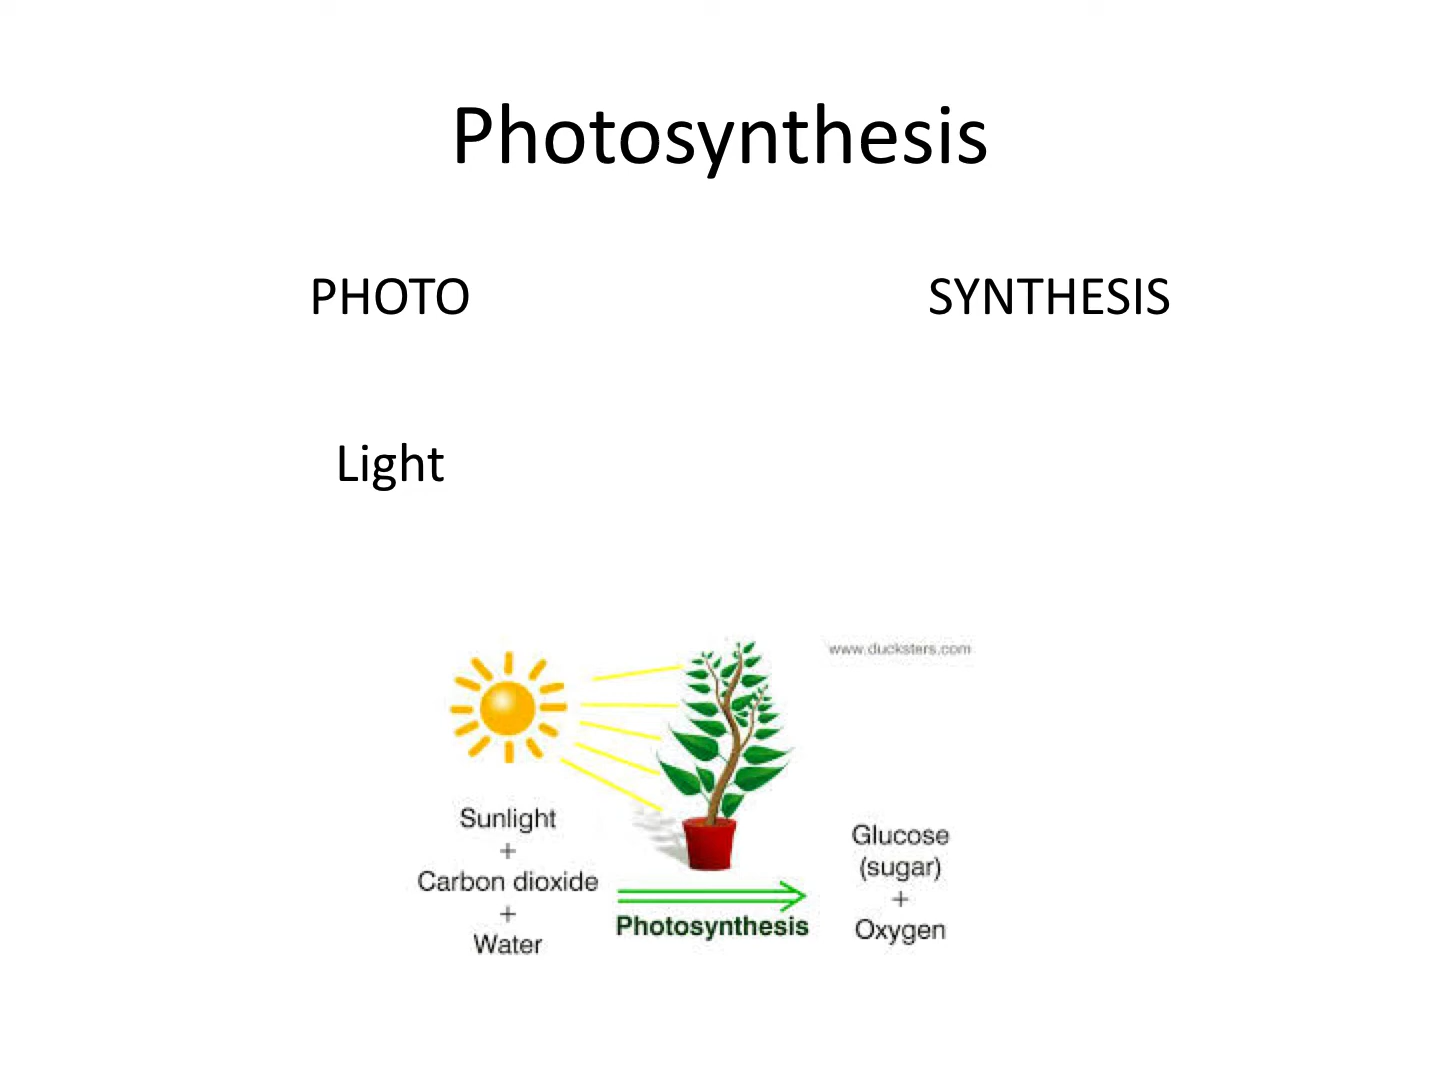 Photosynthesis
PHOTO
SYNTHESIS
Light
www.ducksters.com
Sunlight
+
Carbon dioxide
+
Water
Photosynthesis
Glucose
(sugar)
+
Oxygen